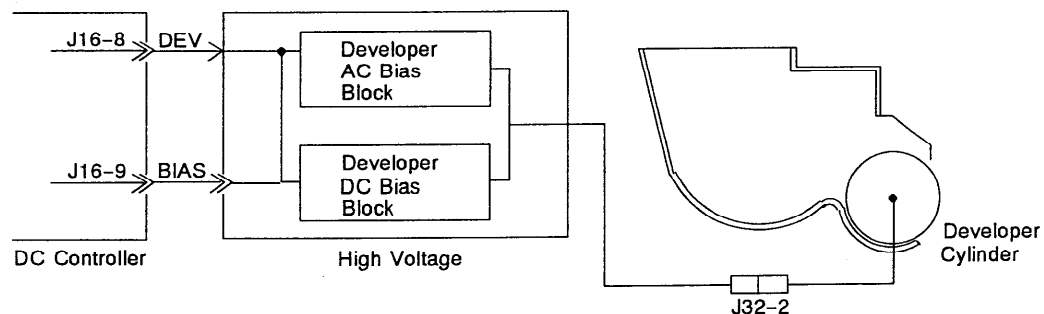 J16-8
DEV
Developer
AC Bias
Block
J16-9
BIAS
Developer
DC Bias
Block
DC Controller
High Voltage
Developer
Cylinder
J32-2